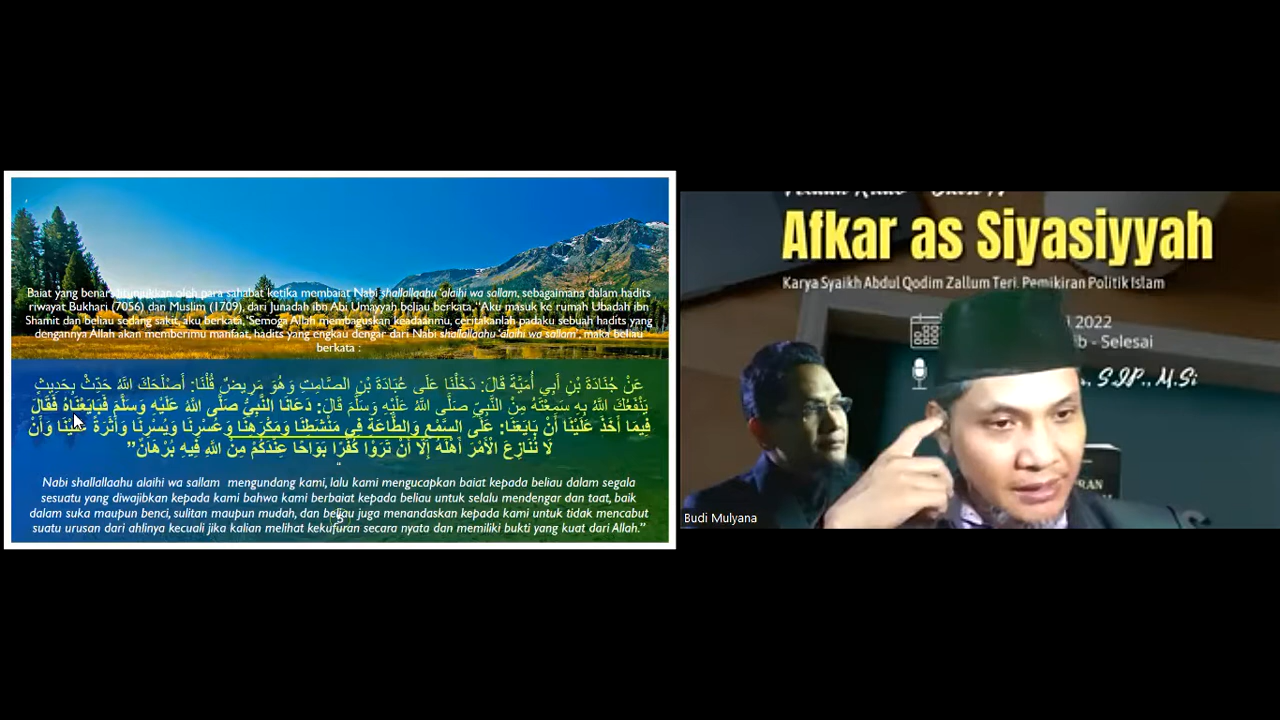 Baiat yang benar ditunjukkan oleh para sahabat ketika membaiat Nabi shallallaahu 'alaihi wa sallam, sebagaimana dalam hadits
riwayat Bukhari (7056) dan Muslim (1709), dari Junadah ibn Abi Umayyah beliau berkata, “Aku masuk ke rumah Ubadah ibn
Shamit dan beliau sedang sakit, aku berkata, ‘Semoga Allah membaguskan keadaanmu, ceritakanlah padaku sebuah hadits yang
dengannya Allah akan memberimu manfaat, hadits yang engkau dengar dari Nabi shallallaahu 'alaihi wa sallam’, maka beliau
berkata :
عَنْ جُنَادَةَ بْنِ أَبِي أُمَيَّةَ قَالَ: دَخَلْنَا عَلَى عُبَادَةَ بْنِ الصَّامِتِ وَهُوَ مَرِيضٌ قُلْنَا: أَصْلَحَكَ اللَّهُ حَدِّثْ بِحَدِيثٍ
يَنْفَعُكَ اللَّهُ بِهِ سَمِعْتَهُ مِنْ النَّبِيِّ صَلَّى اللَّهُ عَلَيْهِ وَسَلَّمَ قَالَ: دَعَانَا النَّبِيُّ صَلَّى اللَّهُ عَلَيْهِ وَسَلَّمَ فَبَايَعْنَاهُ فَقَالَ
فِيمَا أَخَذَ عَلَيْنَا أَنْ بَايَعَنَا: عَلَى السَّمْعِ وَالطَّاعَةِ فِي مَنْشَطِنَا وَمَكْرَهِنَا وَعُسْرِنَا وَيُسْرِنَا وَأَثَرَةً عَلَيْنَا وَأَنْ
لَا نُنَازِعَ الْأَمْرَ أَهْلَهُ إِلَّا أَنْ تَرَوْا كُفْرًا بَوَاحًا عِنْدَكُمْ مِنْ اللَّهِ فِيهِ بُرْهَانٌ”
Nabi shallallaahu alaihi wa sallam mengundang kami, lalu kami mengucapkan baiat kepada beliau dalam segala
sesuatu yang diwajibkan kepada kami bahwa kami berbaiat kepada beliau untuk selalu mendengar dan taat, baik
dalam suka maupun benci, sulitan maupun mudah, dan beliau juga menandaskan kepada kami untuk tidak mencabut
suatu urusan dari ahlinya kecuali jika kalian melihat kekufuran secara nyata dan memiliki bukti yang kuat dari Allah.”
Afkar as Siyasiyyah
Karya Syaikh Abdul Qodim Zallum Terj. Pemikiran Politik Islam
2022
- Selesai
S.IP., M.Si
Budi Mulyana